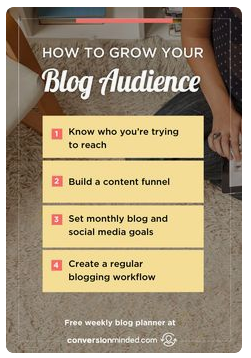 HOW TO GROW YOUR
Blog Audience
1 Know who you're trying
to reach
2 Build a content funnel
3 Set monthly blog and
social media goals
4 Create a regular
blogging workflow
Free weekly blog planner at
conversionminded.com